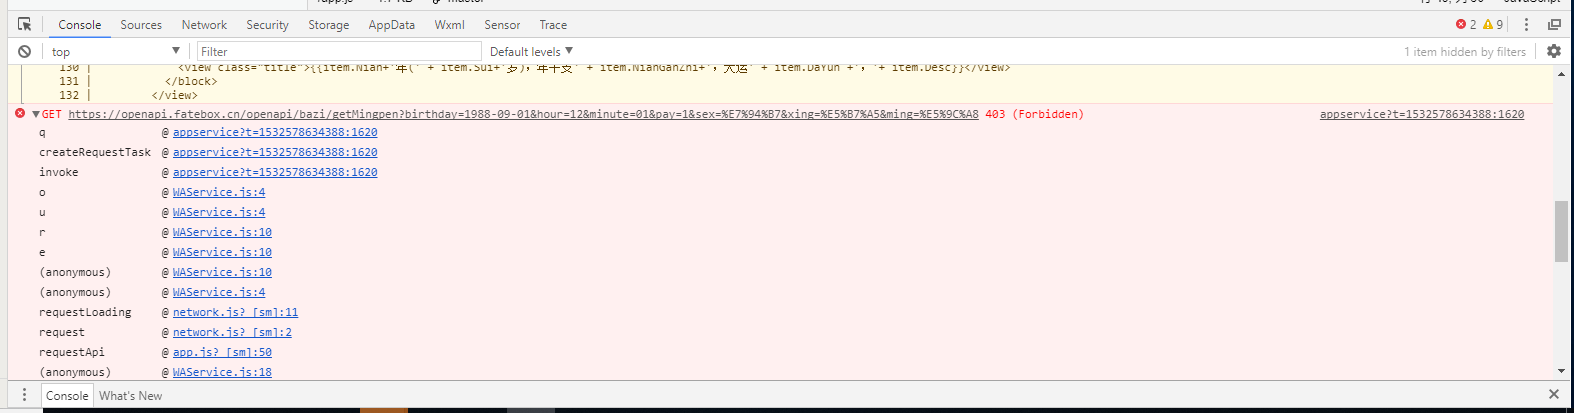 app.js 1.7 KB master JavaScript
Console Sources Network Security Storage AppData Wxml Sensor Trace 2 9
top Filter Default levels 1 item hidden by filters
130 | <view class="title">{{item.Nian+'年(' + item.Sui+'岁)，年干支' + item.NianGanZhi+'，大运' + item.DaYun +'，'+ item.Desc}}</view>
131 | </block>
132 | </view>
GET https://openapi.fatebox.cn/openapi/bazi/getMingpen?birthday=1988-09-01&hour=12&minute=01&pay=1&sex=%E7%94%B7&xing=%E5%B7%A5&ming=%E5%9C%A8 403 (Forbidden) appservice?t=1532578634388:1620
q @ appservice?t=1532578634388:1620
createRequestTask @ appservice?t=1532578634388:1620
invoke @ appservice?t=1532578634388:1620
o @ WAService.js:4
u @ WAService.js:4
r @ WAService.js:10
e @ WAService.js:10
(anonymous) @ WAService.js:10
(anonymous) @ WAService.js:4
requestLoading @ network.js? [sm]:11
request @ network.js? [sm]:2
requestApi @ app.js? [sm]:50
(anonymous) @ WAService.js:18
Console What's New